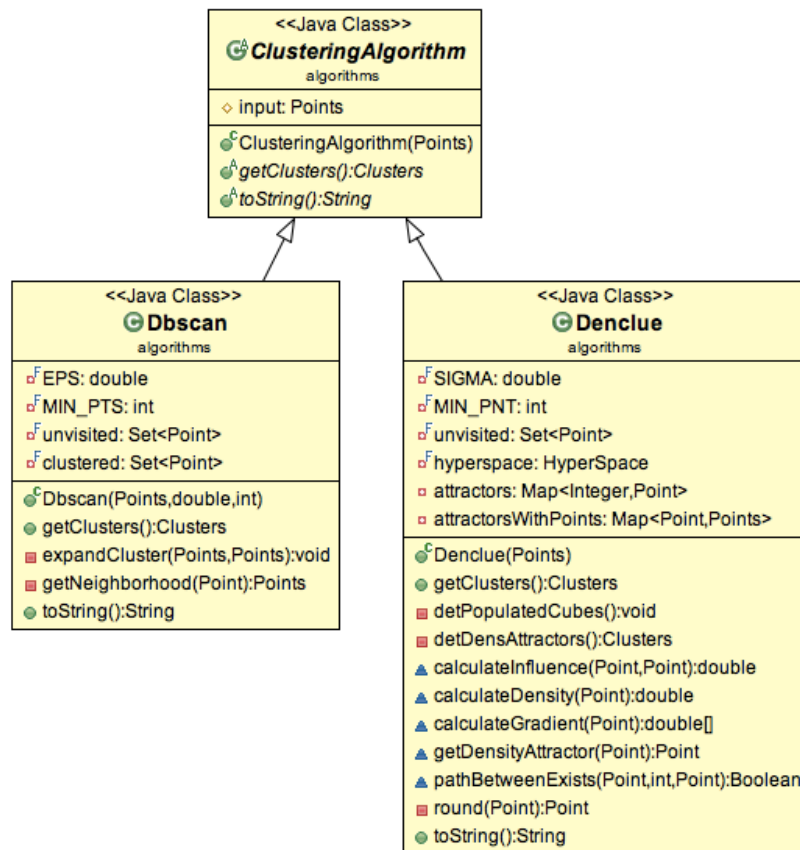 <<Java Class>>
ClusteringAlgorithm
algorithms
input: Points
ClusteringAlgorithm(Points)
getClusters():Clusters
toString():String
<<Java Class>>
Dbscan
algorithms
EPS: double
MIN_PTS: int
unvisited: Set<Point>
clustered: Set<Point>
Dbscan(Points,double,int)
getClusters():Clusters
expandCluster(Points,Points):void
getNeighborhood(Point):Points
toString():String
<<Java Class>>
Denclue
algorithms
SIGMA: double
MIN_PNT: int
unvisited: Set<Point>
hyperspace: HyperSpace
attractors: Map<Integer,Point>
attractorsWithPoints: Map<Point,Points>
Denclue(Points)
getClusters():Clusters
detPopulatedCubes():void
detDensAttractors():Clusters
calculateInfluence(Point,Point):double
calculateDensity(Point):double
calculateGradient(Point):double[]
getDensityAttractor(Point):Point
pathBetweenExists(Point,int,Point):Boolean
round(Point):Point
toString():String